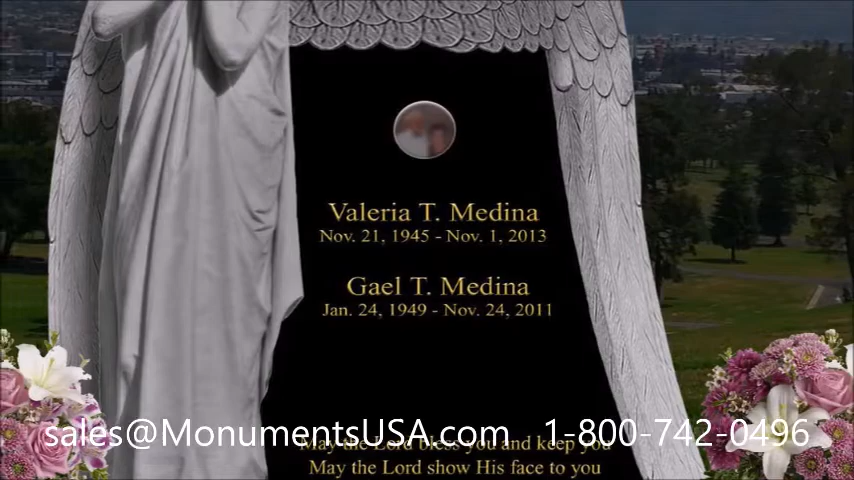 Valeria T. Medina
Nov. 21, 1945 - Nov. 1, 2013
Gael T. Medina
Jan. 24, 1949 - Nov. 24, 2011
May the Lord bless you and keep you
sales@MonumentsUSA.com 1-800-742-0496
May the Lord show His face to you